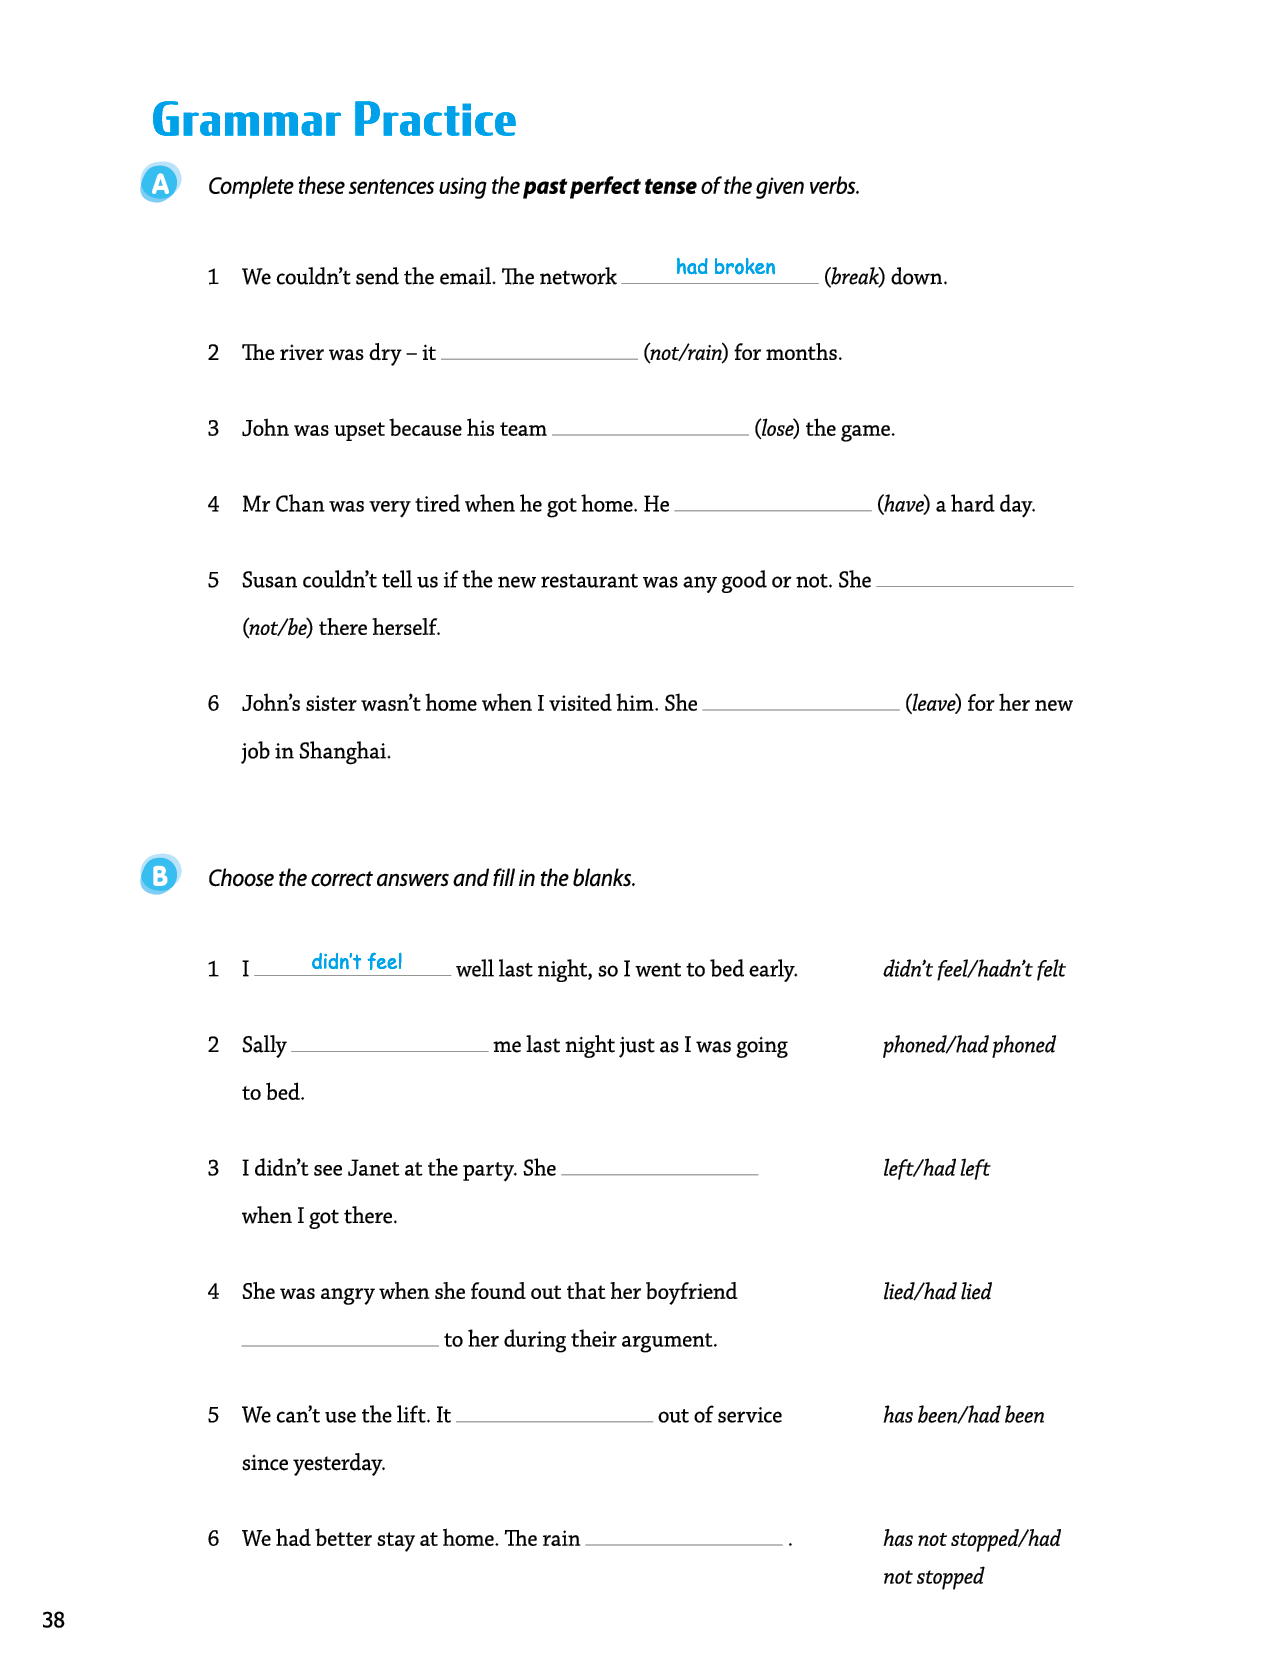 Grammar Practice
A Complete these sentences using the past perfect tense of the given verbs.
1 We couldn't send the email. The network had broken (break) down.
2 The river was dry – it ____________ (not/rain) for months.
3 John was upset because his team ____________ (lose) the game.
4 Mr Chan was very tired when he got home. He ____________ (have) a hard day.
5 Susan couldn't tell us if the new restaurant was any good or not. She ____________
(not/be) there herself.
6 John's sister wasn't home when I visited him. She ____________ (leave) for her new
job in Shanghai.
B Choose the correct answers and fill in the blanks.
1 I didn't feel well last night, so I went to bed early. didn't feel/hadn't felt
2 Sally ____________ me last night just as I was going phoned/had phoned
to bed.
3 I didn't see Janet at the party. She ____________ left/had left
when I got there.
4 She was angry when she found out that her boyfriend lied/had lied
____________ to her during their argument.
5 We can't use the lift. It ____________ out of service has been/had been
since yesterday.
6 We had better stay at home. The rain ____________ . has not stopped/had
not stopped
38